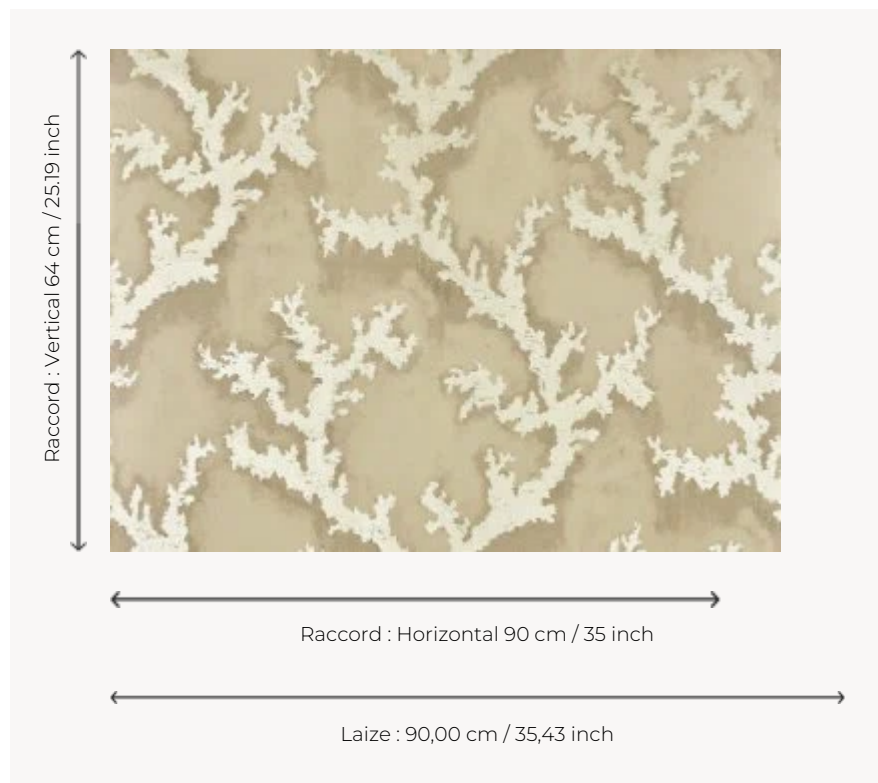 Raccord : Vertical 64 cm / 25.19 inch
Raccord : Horizontal 90 cm / 35 inch
Laize : 90,00 cm / 35,43 inch